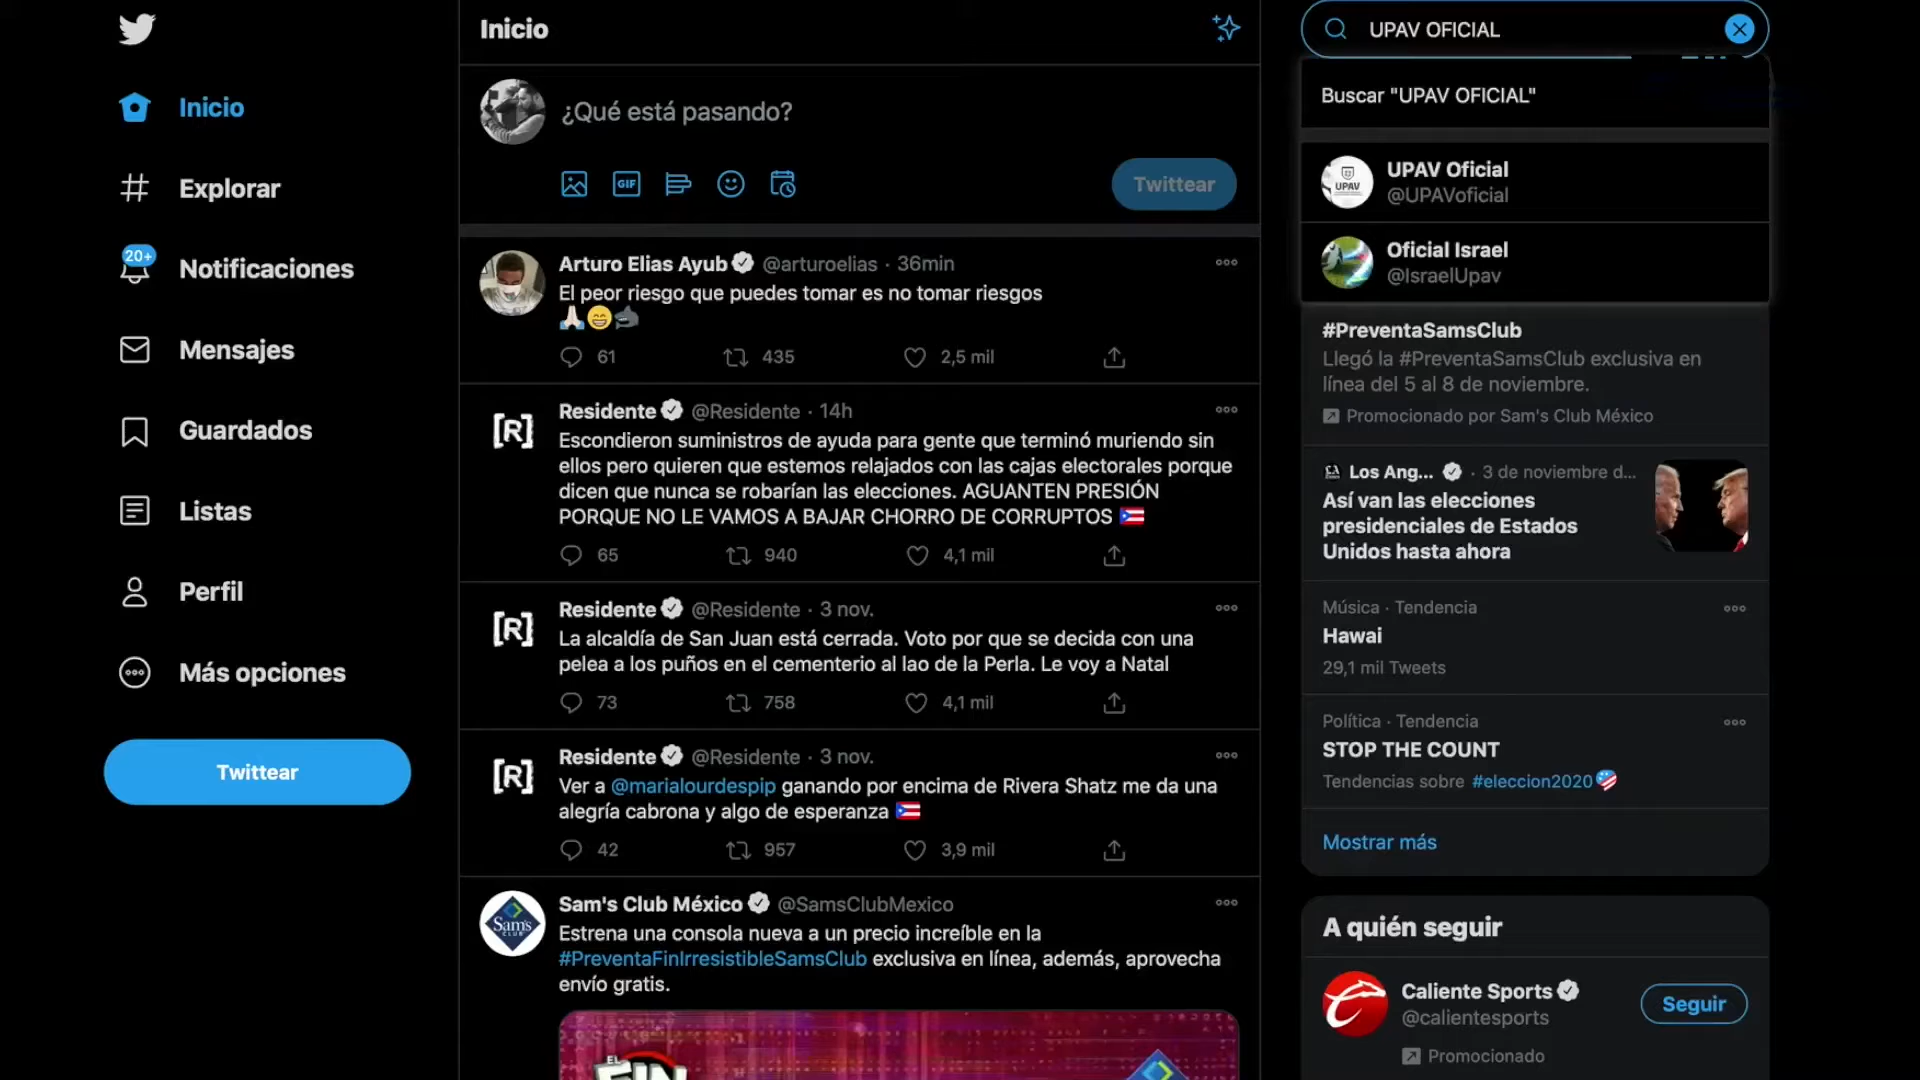 Inicio
Explorar
20+
Notificaciones
Mensajes
Guardados
Listas
Perfil
Más opciones
Twittear
Inicio
¿Qué está pasando?
GIF
Twittear
Arturo Elias Ayub @arturoelias · 36min
El peor riesgo que puedes tomar es no tomar riesgos
🙏🏻😁🦈
61 435 2,5 mil
[R]
Residente @Residente · 14h
Escondieron suministros de ayuda para gente que terminó muriendo sin
ellos pero quieren que estemos relajados con las cajas electorales porque
dicen que nunca se robarían las elecciones. AGUANTEN PRESIÓN
PORQUE NO LE VAMOS A BAJAR CHORRO DE CORRUPTOS 🇵🇷
65 940 4,1 mil
[R]
Residente @Residente · 3 nov.
La alcaldía de San Juan está cerrada. Voto por que se decida con una
pelea a los puños en el cementerio al lao de la Perla. Le voy a Natal
73 758 4,1 mil
[R]
Residente @Residente · 3 nov.
Ver a @marialourdespip ganando por encima de Rivera Shatz me da una
alegría cabrona y algo de esperanza 🇵🇷
42 957 3,9 mil
Sam's CLUB
Sam's Club México @SamsClubMexico
Estrena una consola nueva a un precio increíble en la
#PreventaFinIrresistibleSamsClub exclusiva en línea, además, aprovecha
envío gratis.
EL
FIN
UPAV OFICIAL
Buscar "UPAV OFICIAL"
UPAV
UPAV Oficial
@UPAVoficial
Oficial Israel
@IsraelUpav
#PreventaSamsClub
Llegó la #PreventaSamsClub exclusiva en
línea del 5 al 8 de noviembre.
Promocionado por Sam's Club México
Los Ang... · 3 de noviembre d...
Así van las elecciones
presidenciales de Estados
Unidos hasta ahora
Música · Tendencia
Hawai
29,1 mil Tweets
Política · Tendencia
STOP THE COUNT
Tendencias sobre #eleccion2020
Mostrar más
A quién seguir
Caliente Sports
@calientesports
Seguir
Promocionado